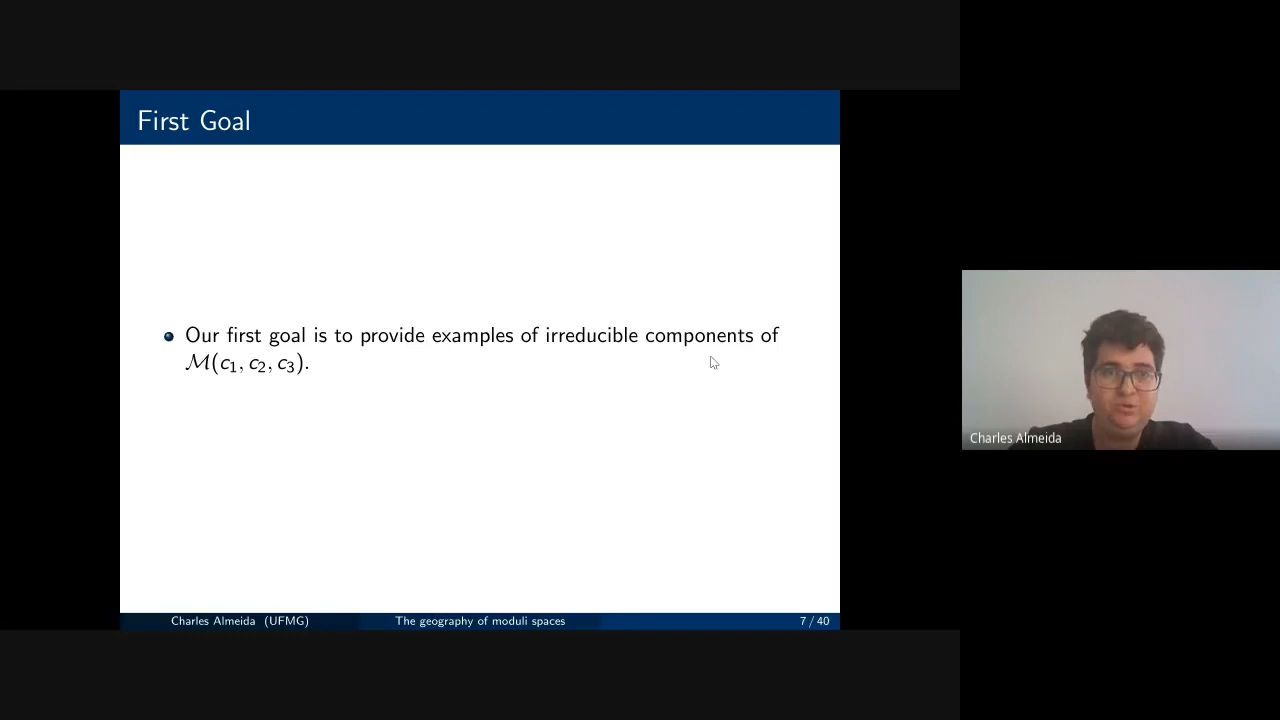 First Goal
Our first goal is to provide examples of irreducible components of
ℳ(c₁, c₂, c₃).
Charles Almeida (UFMG)
The geography of moduli spaces
7 / 40
Charles Almeida